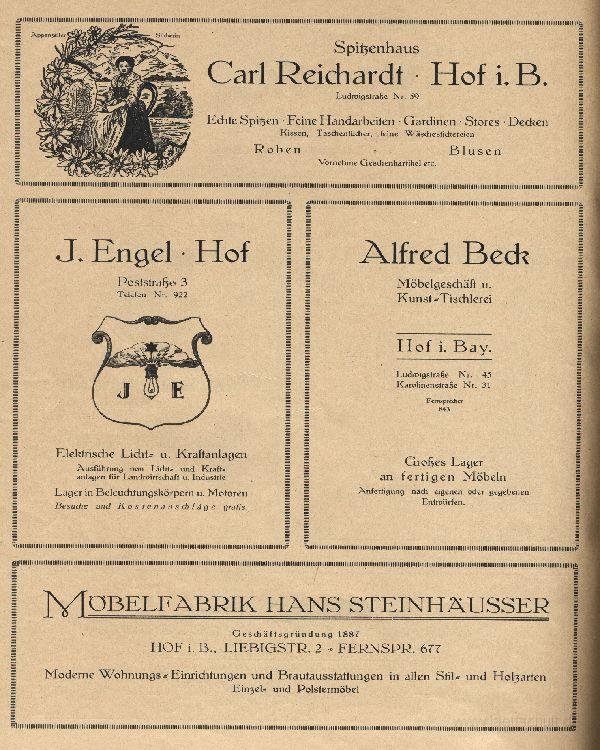 Appenzeller Stickerin
Spitzenhaus
Carl Reichardt · Hof i. B.
Ludwigstraße Nr. 59
Echte Spitzen · Feine Handarbeiten · Gardinen · Stores · Decken
Kissen, Taschentücher, feine Wäschestickereien
Roben - Blusen
Vornehme Geschenkartikel etc.
J. Engel · Hof
Poststraße 3
Telefon Nr. 922
J E
Elektrische Licht- u. Kraftanlagen
Ausführung von Licht- und Kraft-
anlagen für Landwirtschaft u. Industrie
Lager in Beleuchtungskörpern u. Motoren
Besuche und Kostenanschläge gratis.
Alfred Beck
Möbelgeschäft u.
Kunst-Tischlerei
Hof i. Bay.
Ludwigstraße Nr. 45
Karolinenstraße Nr. 31
Fernsprecher
843
Großes Lager
an fertigen Möbeln
Anfertigung nach eigenen oder gegebenen
Entwürfen.
MÖBELFABRIK HANS STEINHÄUSSER
Geschäftsgründung 1887
HOF i. B., LIEBIGSTR. 2 - FERNSPR. 677
Moderne Wohnungs-Einrichtungen und Brautausstattungen in allen Stil- und Holzarten
Einzel- und Polstermöbel